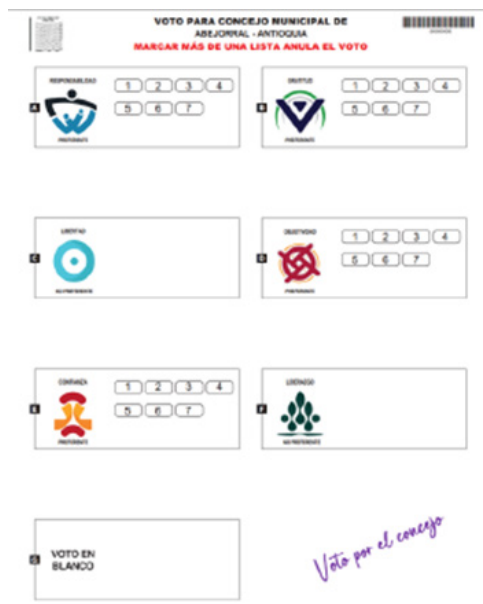 VOTO PARA CONCEJO MUNICIPAL DE
ABEJORRAL - ANTIOQUIA
MARCAR MÁS DE UNA LISTA ANULA EL VOTO
A
RESPONSABILIDAD
PREFERENTE
1 2 3 4
5 6 7
B
PREFERENTE
1 2 3 4
5 6 7
C
LIBERTAD
NO PREFERENTE
D
OBJETIVIDAD
PREFERENTE
1 2 3 4
5 6 7
E
CONFIANZA
PREFERENTE
1 2 3 4
5 6 7
F
LIDERAZGO
NO PREFERENTE
G
VOTO EN
BLANCO
Voto por el concejo